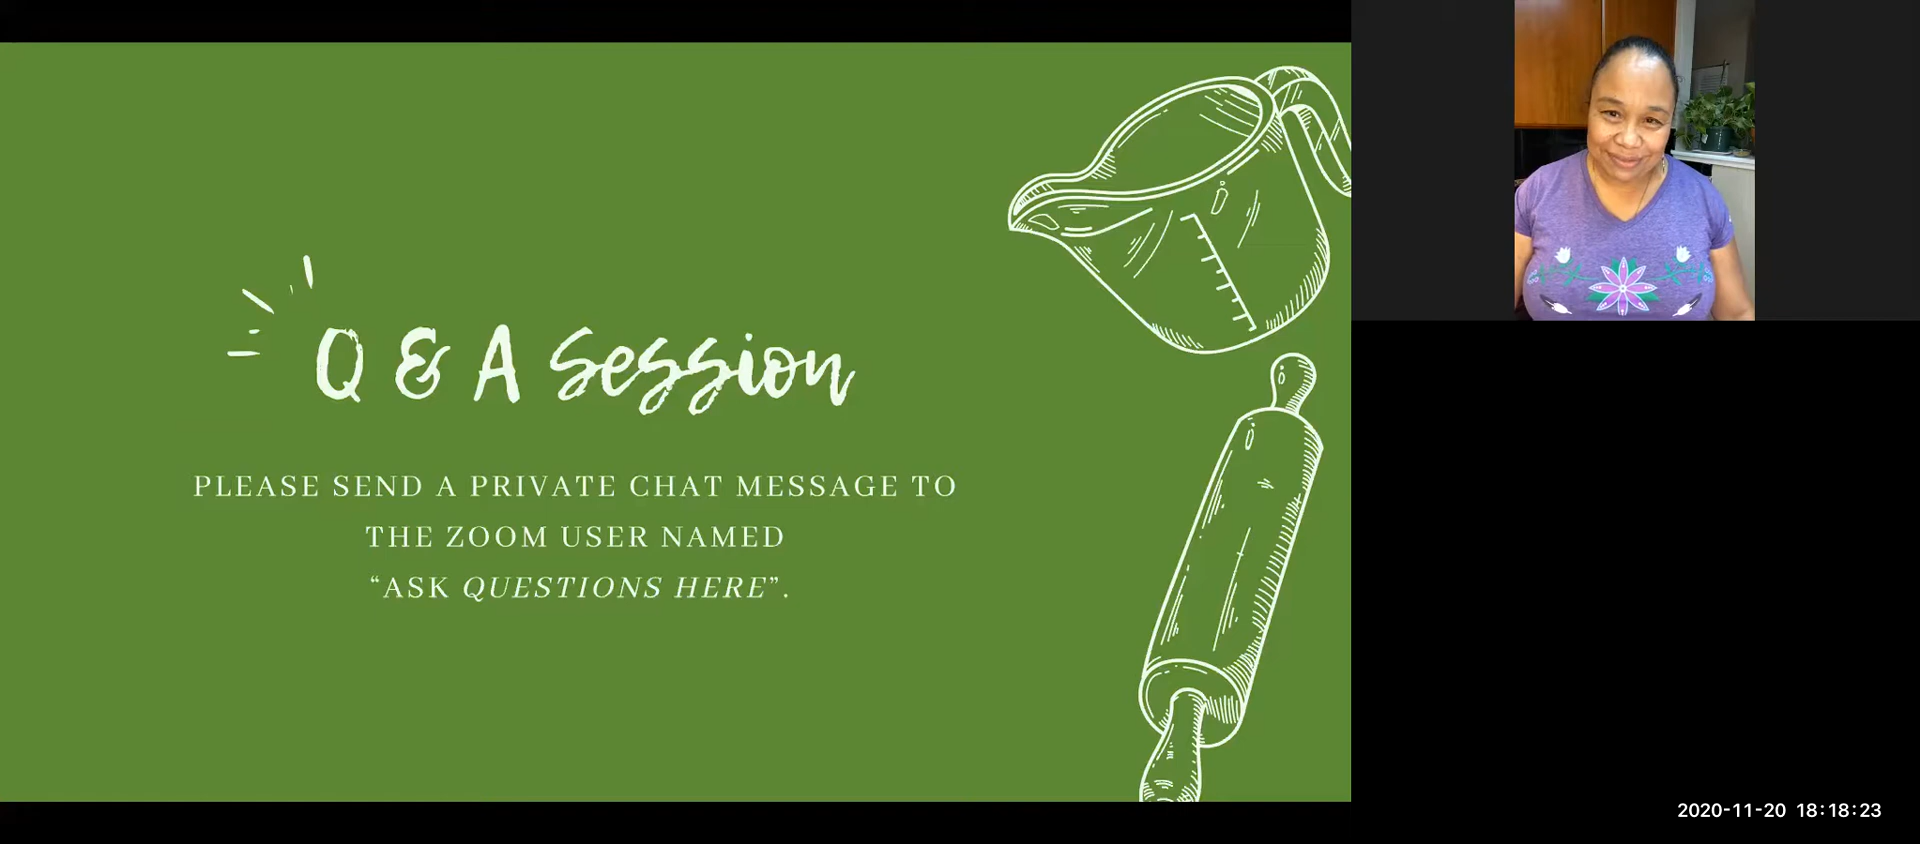 Q & A Session
PLEASE SEND A PRIVATE CHAT MESSAGE TO
THE ZOOM USER NAMED
“ASK QUESTIONS HERE”.
2020-11-20 18:18:23